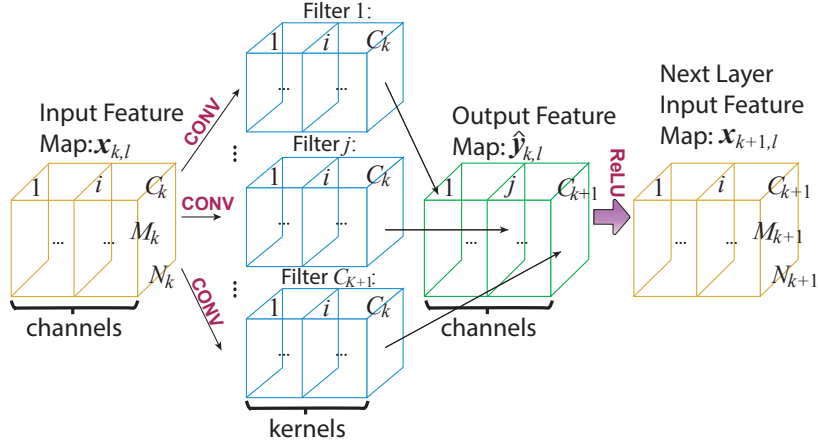 Filter 1:
1 i C_k
... ...
CONV
Input Feature
Map: x_{k,l}
1 i C_k
... ... M_k
N_k
channels
⋮
Filter j:
1 i C_k
... ...
CONV
⋮
CONV
Filter C_{K+1}:
1 i C_k
... ...
kernels
Output Feature
Map: ŷ_{k,l}
1 j C_{k+1}
... ...
channels
ReLU
Next Layer
Input Feature
Map: x_{k+1,l}
1 i C_{k+1}
... ... M_{k+1}
N_{k+1}